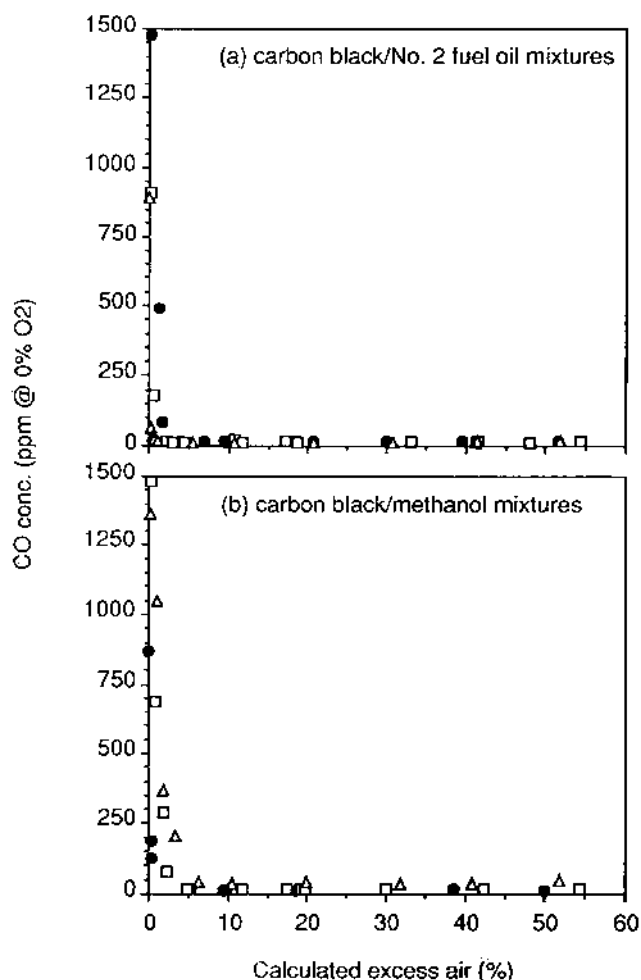 1500
(a) carbon black/No. 2 fuel oil mixtures
1250
1000
750
500
250
0
CO conc. (ppm @ 0% O2)
1500
(b) carbon black/methanol mixtures
1250
1000
750
500
250
0
0 10 20 30 40 50 60
Calculated excess air (%)